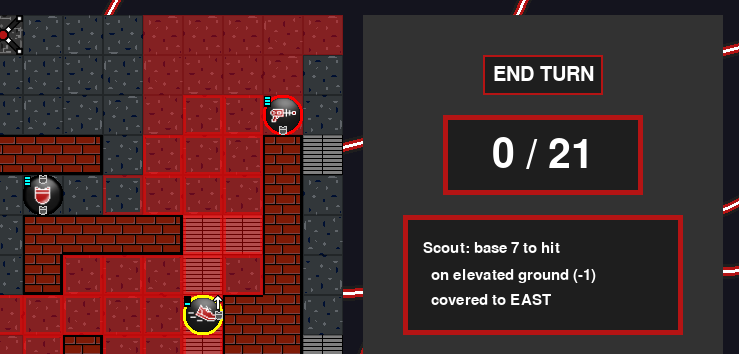 END TURN
0 / 21
Scout: base 7 to hit
on elevated ground (-1)
covered to EAST